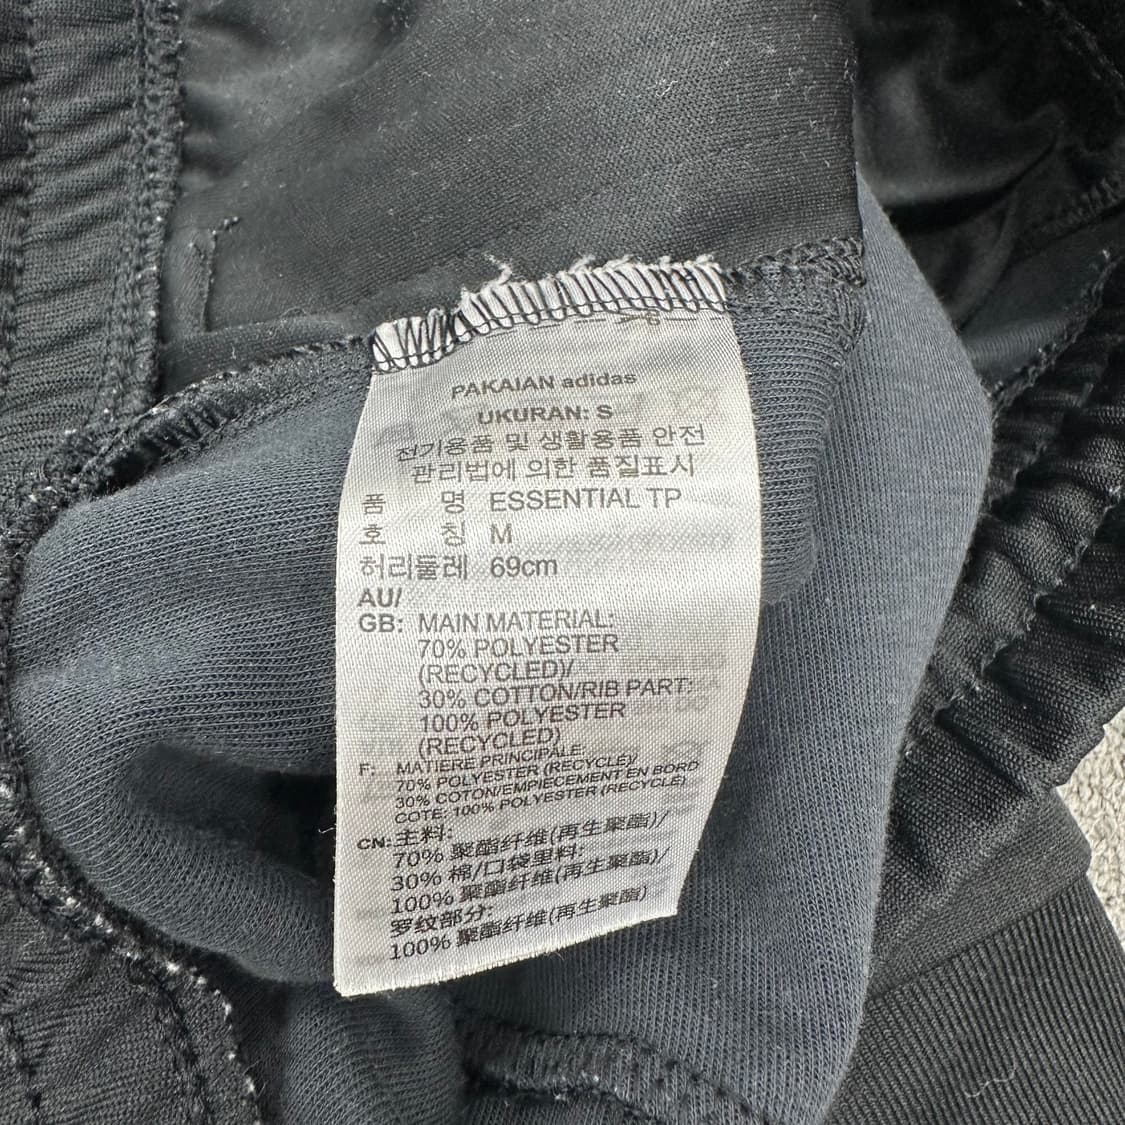 PAKAIAN adidas
UKURAN: S
전기용품 및 생활용품 안전
관리법에 의한 품질표시
품 명 ESSENTIAL TP
호 칭 M
허리둘레 69cm
AU/
GB: MAIN MATERIAL:
70% POLYESTER
(RECYCLED)/
30% COTTON/RIB PART:
100% POLYESTER
(RECYCLED)
F: MATIERE PRINCIPALE:
70% POLYESTER (RECYCLÉ)/
30% COTON/EMPIECEMENT EN BORD
COTE: 100% POLYESTER (RECYCLÉ)
CN: 主料:
70% 聚酯纤维(再生聚酯)/
30% 棉/口袋里料:
100% 聚酯纤维(再生聚酯)/
罗纹部分:
100% 聚酯纤维(再生聚酯)